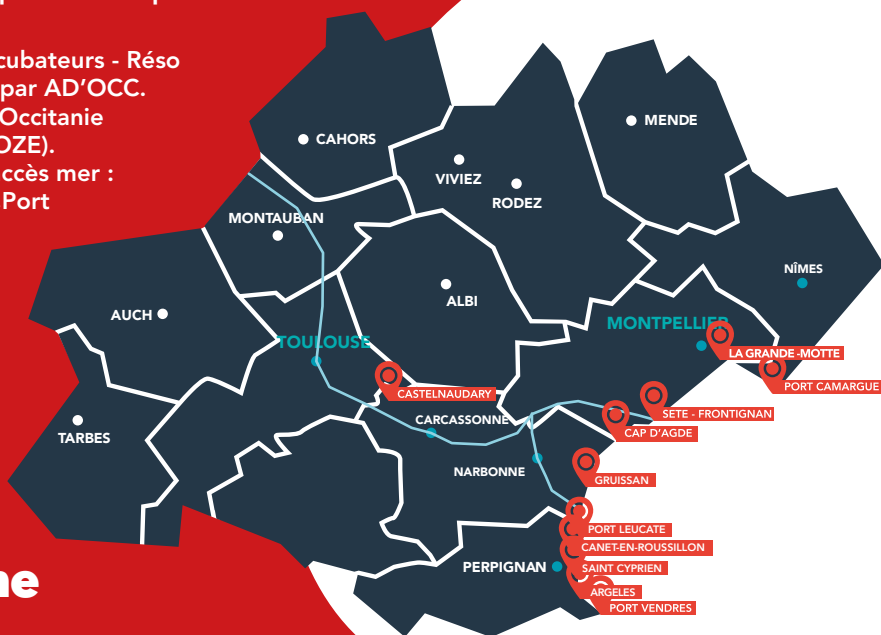 cubateurs - Réso
par AD'OCC.
Occitanie
OZE).
ccès mer :
Port
CAHORS
MENDE
VIVIEZ
RODEZ
MONTAUBAN
NÎMES
ALBI
AUCH
MONTPELLIER
TOULOUSE
LA GRANDE -MOTTE
PORT CAMARGUE
CASTELNAUDARY
SETE - FRONTIGNAN
CARCASSONNE
CAP D'AGDE
TARBES
NARBONNE
GRUISSAN
PORT LEUCATE
CANET-EN-ROUSSILLON
PERPIGNAN
SAINT CYPRIEN
ARGELES
PORT VENDRES
ne